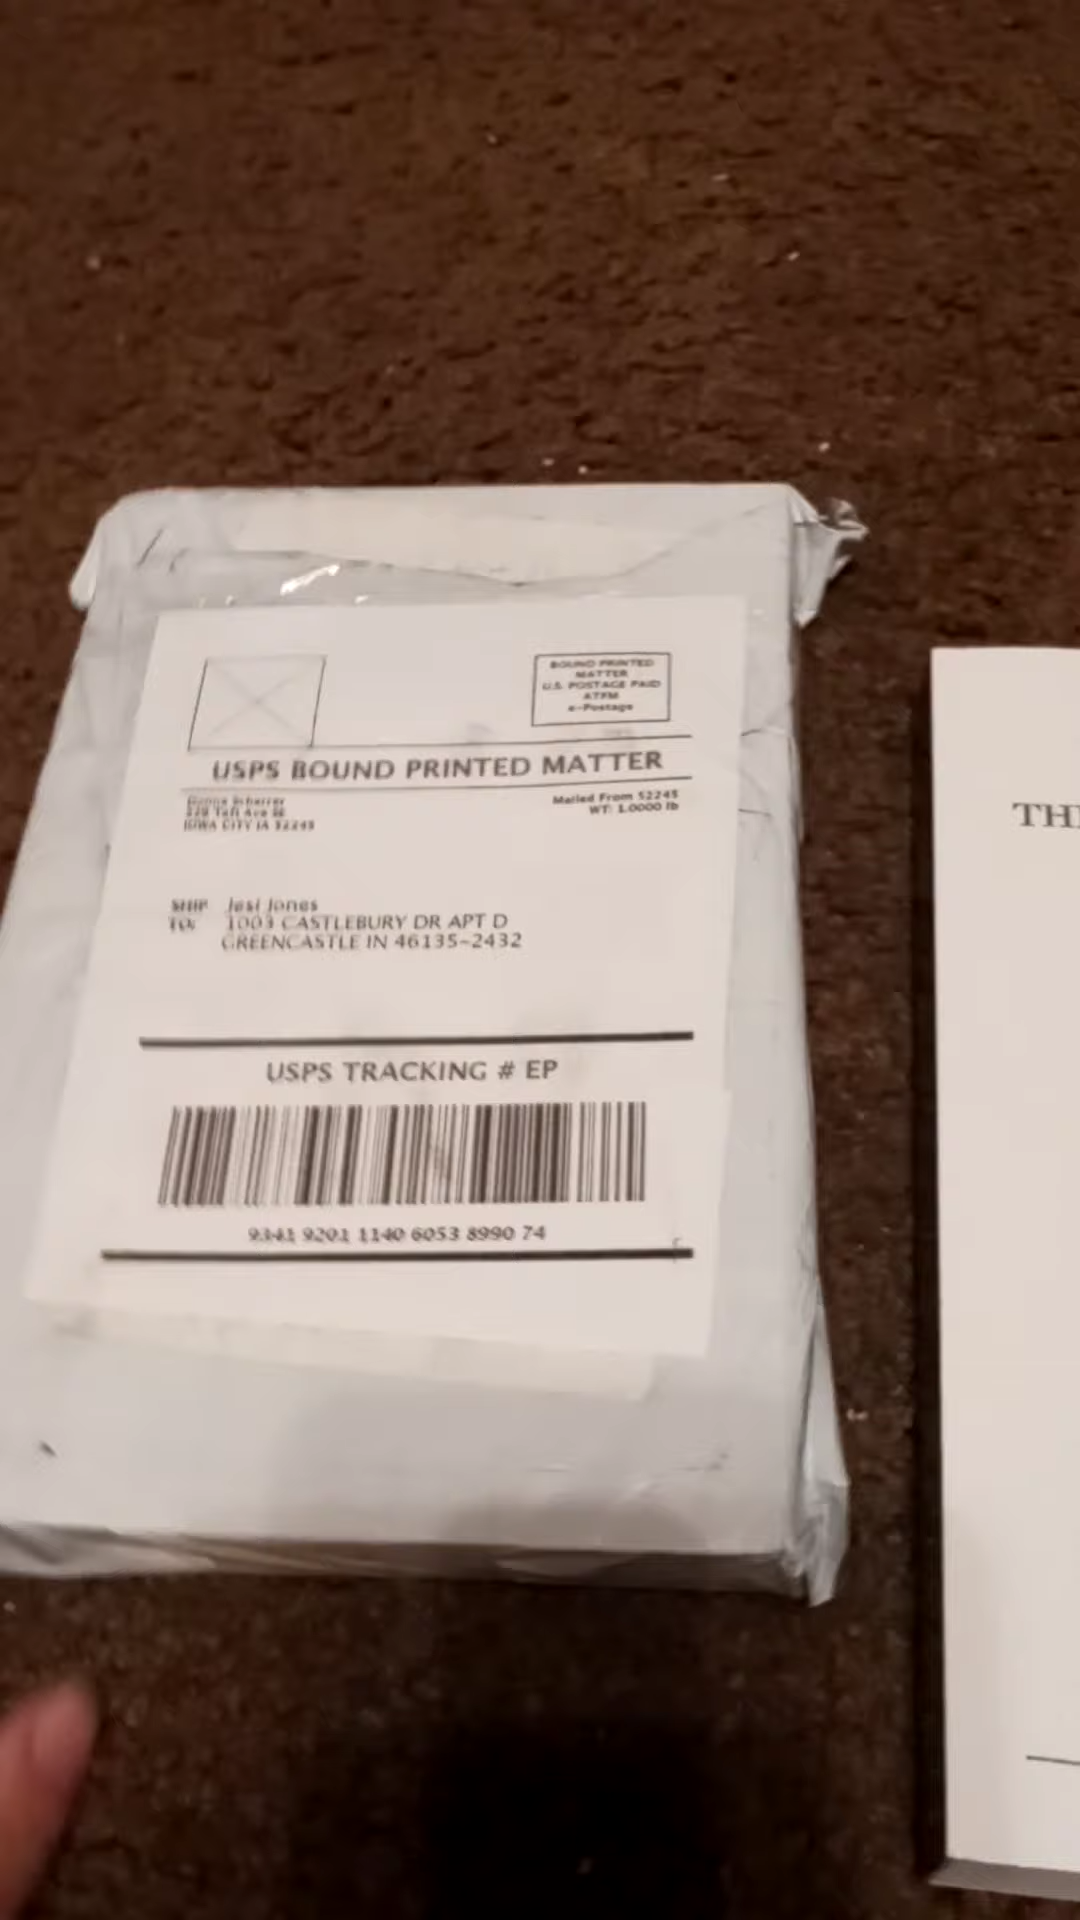 BOUND PRINTED
MATTER
U.S. POSTAGE PAID
ATFM
e-Postage
USPS BOUND PRINTED MATTER
Mailed From 52245
WT: 1.0000 lb
IOWA CITY IA 52245
SHIP Jesi Jones
TO: 1003 CASTLEBURY DR APT D
GREENCASTLE IN 46135-2432
USPS TRACKING # EP
9341 9201 1140 6053 8990 74
TH